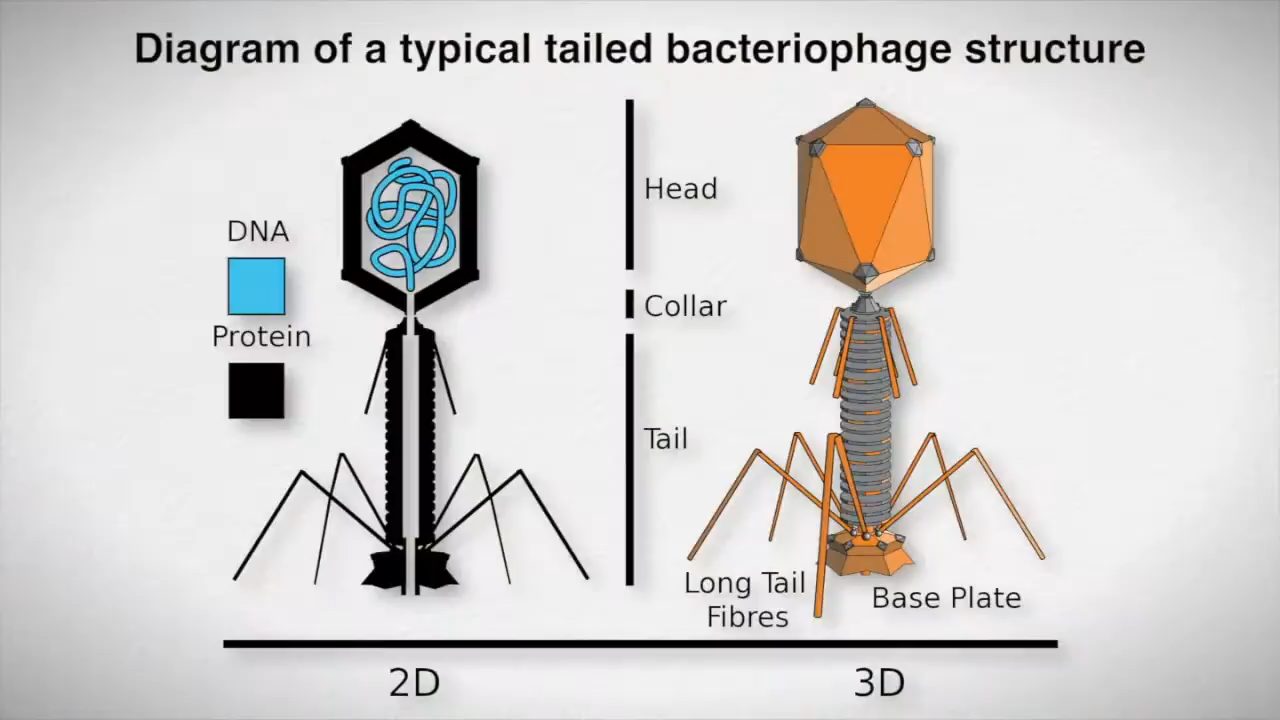 Diagram of a typical tailed bacteriophage structure
DNA
Protein
Head
Collar
Tail
Long Tail
Fibres
Base Plate
2D
3D